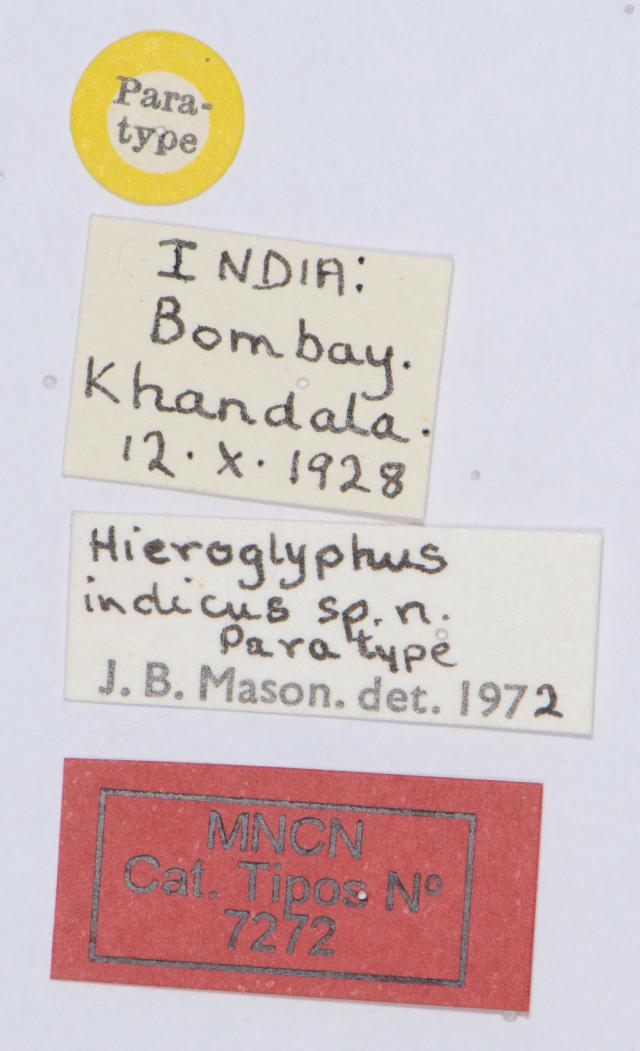 Para-
type
INDIA:
Bombay.
Khandala.
12.X.1928
Hieroglyphus
indicus sp.n.
Paratype
J. B. Mason. det. 1972
MNCN
Cat. Tipos Nº
7272